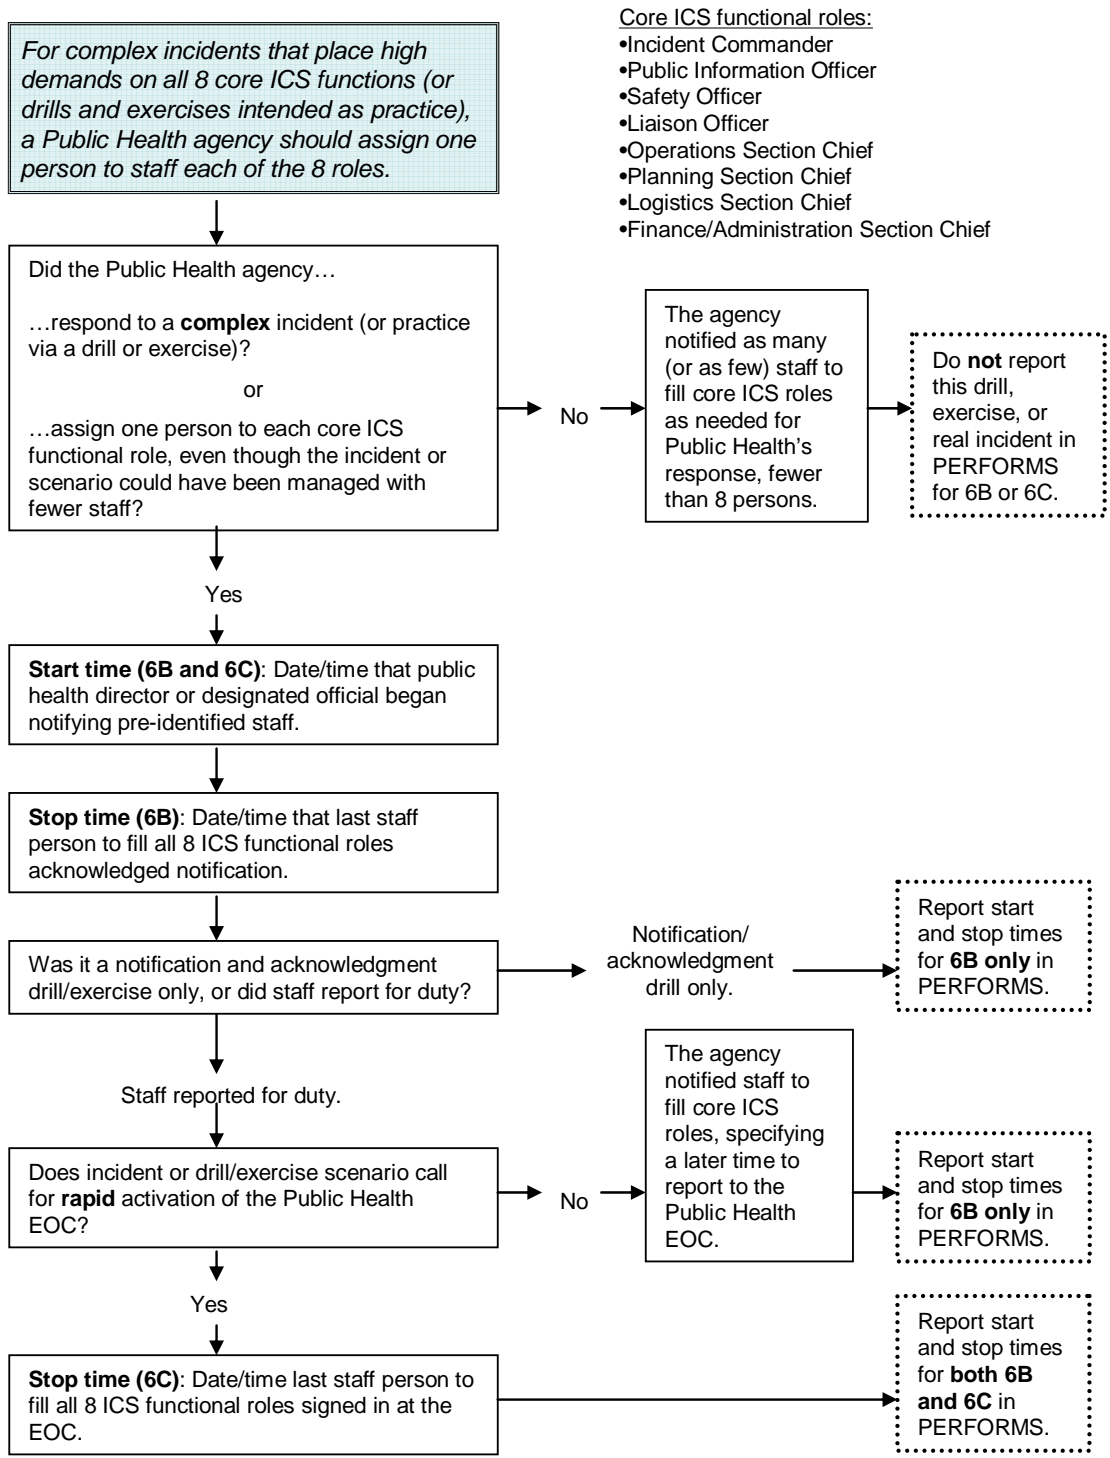 For complex incidents that place high
demands on all 8 core ICS functions (or
drills and exercises intended as practice),
a Public Health agency should assign one
person to staff each of the 8 roles.
Core ICS functional roles:
•Incident Commander
•Public Information Officer
•Safety Officer
•Liaison Officer
•Operations Section Chief
•Planning Section Chief
•Logistics Section Chief
•Finance/Administration Section Chief
Did the Public Health agency…
…respond to a complex incident (or practice
via a drill or exercise)?
or
…assign one person to each core ICS
functional role, even though the incident or
scenario could have been managed with
fewer staff?
No
The agency
notified as many
(or as few) staff to
fill core ICS roles
as needed for
Public Health's
response, fewer
than 8 persons.
Do not report
this drill,
exercise, or
real incident in
PERFORMS
for 6B or 6C.
Yes
Start time (6B and 6C): Date/time that public
health director or designated official began
notifying pre-identified staff.
Stop time (6B): Date/time that last staff
person to fill all 8 ICS functional roles
acknowledged notification.
Was it a notification and acknowledgment
drill/exercise only, or did staff report for duty?
Notification/
acknowledgment
drill only.
Report start
and stop times
for 6B only in
PERFORMS.
Staff reported for duty.
Does incident or drill/exercise scenario call
for rapid activation of the Public Health
EOC?
No
The agency
notified staff to
fill core ICS
roles, specifying
a later time to
report to the
Public Health
EOC.
Report start
and stop times
for 6B only in
PERFORMS.
Yes
Stop time (6C): Date/time last staff person to
fill all 8 ICS functional roles signed in at the
EOC.
Report start
and stop times
for both 6B
and 6C in
PERFORMS.